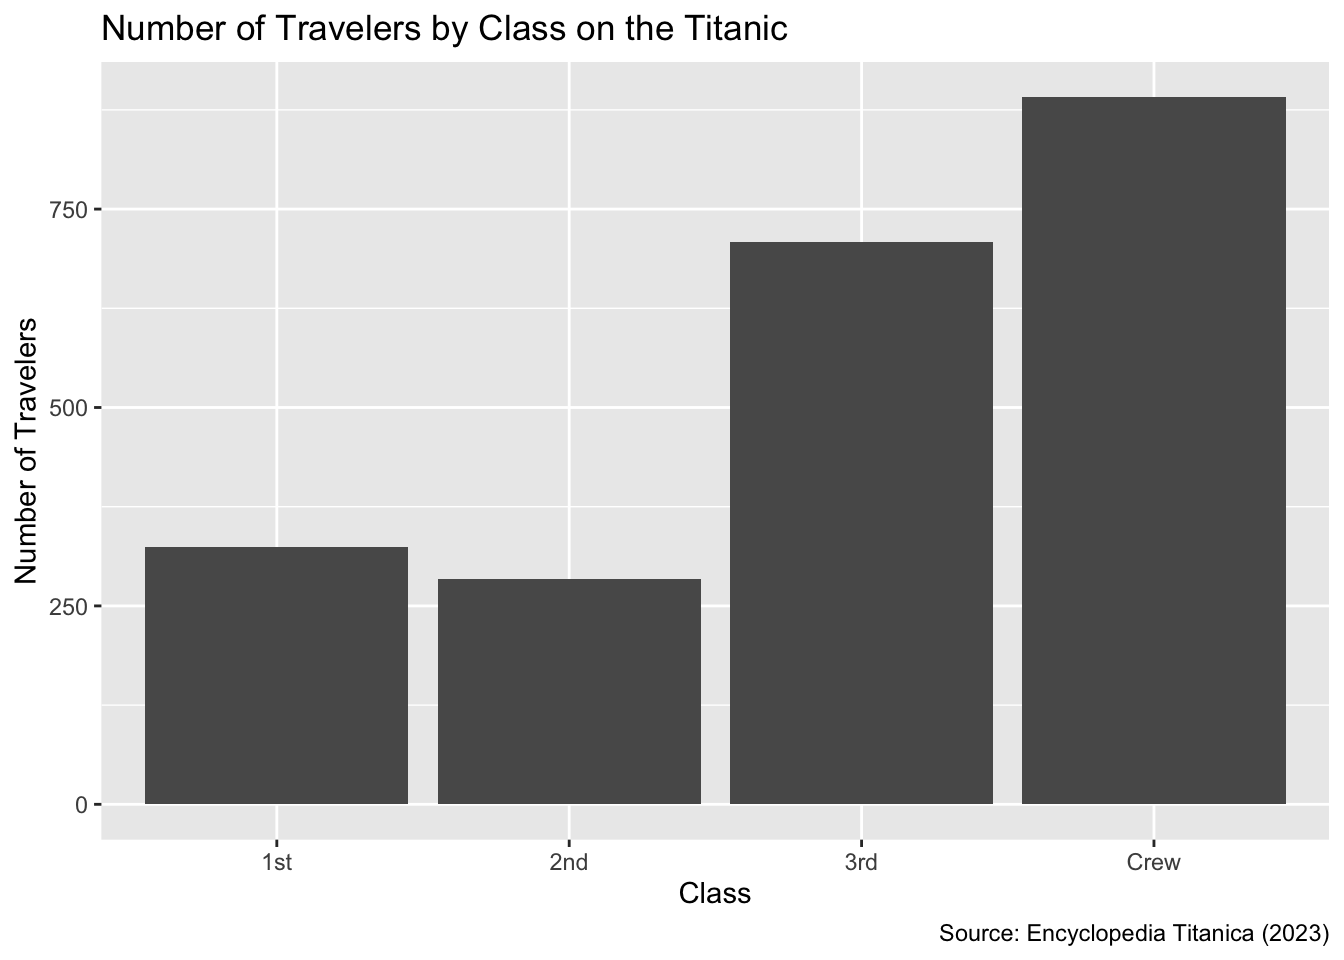 Number of Travelers by Class on the Titanic
Number of Travelers
750
500
250
0
1st 2nd 3rd Crew
Class
Source: Encyclopedia Titanica (2023)